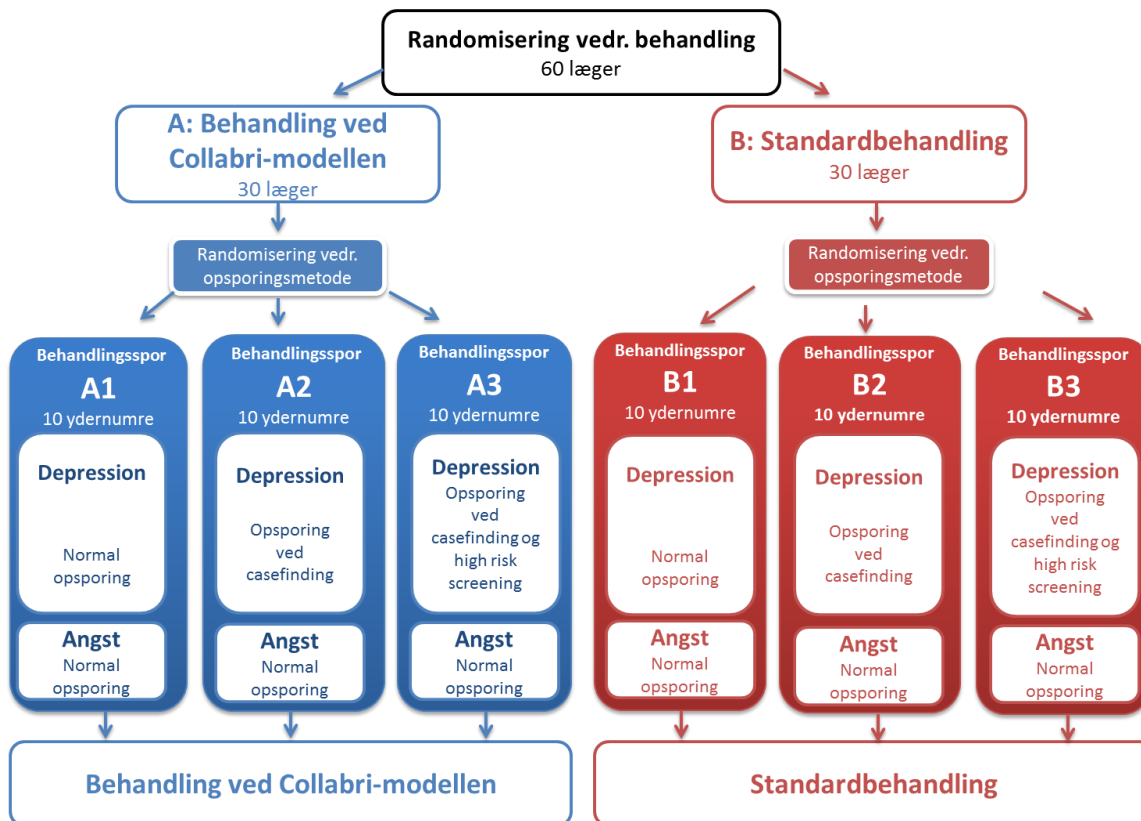 Randomisering vedr. behandling
60 læger
A: Behandling ved
Collabri-modellen
30 læger
B: Standardbehandling
30 læger
Randomisering vedr.
opsporingsmetode
Randomisering vedr.
opsporingsmetode
Behandlingsspor
A1
10 ydernumre
Depression
Normal
opsporing
Angst
Normal
opsporing
Behandlingsspor
A2
10 ydernumre
Depression
Opsporing
ved
casefinding
Angst
Normal
opsporing
Behandlingsspor
A3
10 ydernumre
Depression
Opsporing
ved
casefinding og
high risk
screening
Angst
Normal
opsporing
Behandlingsspor
B1
10 ydernumre
Depression
Normal
opsporing
Angst
Normal
opsporing
Behandlingsspor
B2
10 ydernumre
Depression
Opsporing
ved
casefinding
Angst
Normal
opsporing
Behandlingsspor
B3
10 ydernumre
Depression
Opsporing
ved
casefinding og
high risk
screening
Angst
Normal
opsporing
Behandling ved Collabri-modellen
Standardbehandling